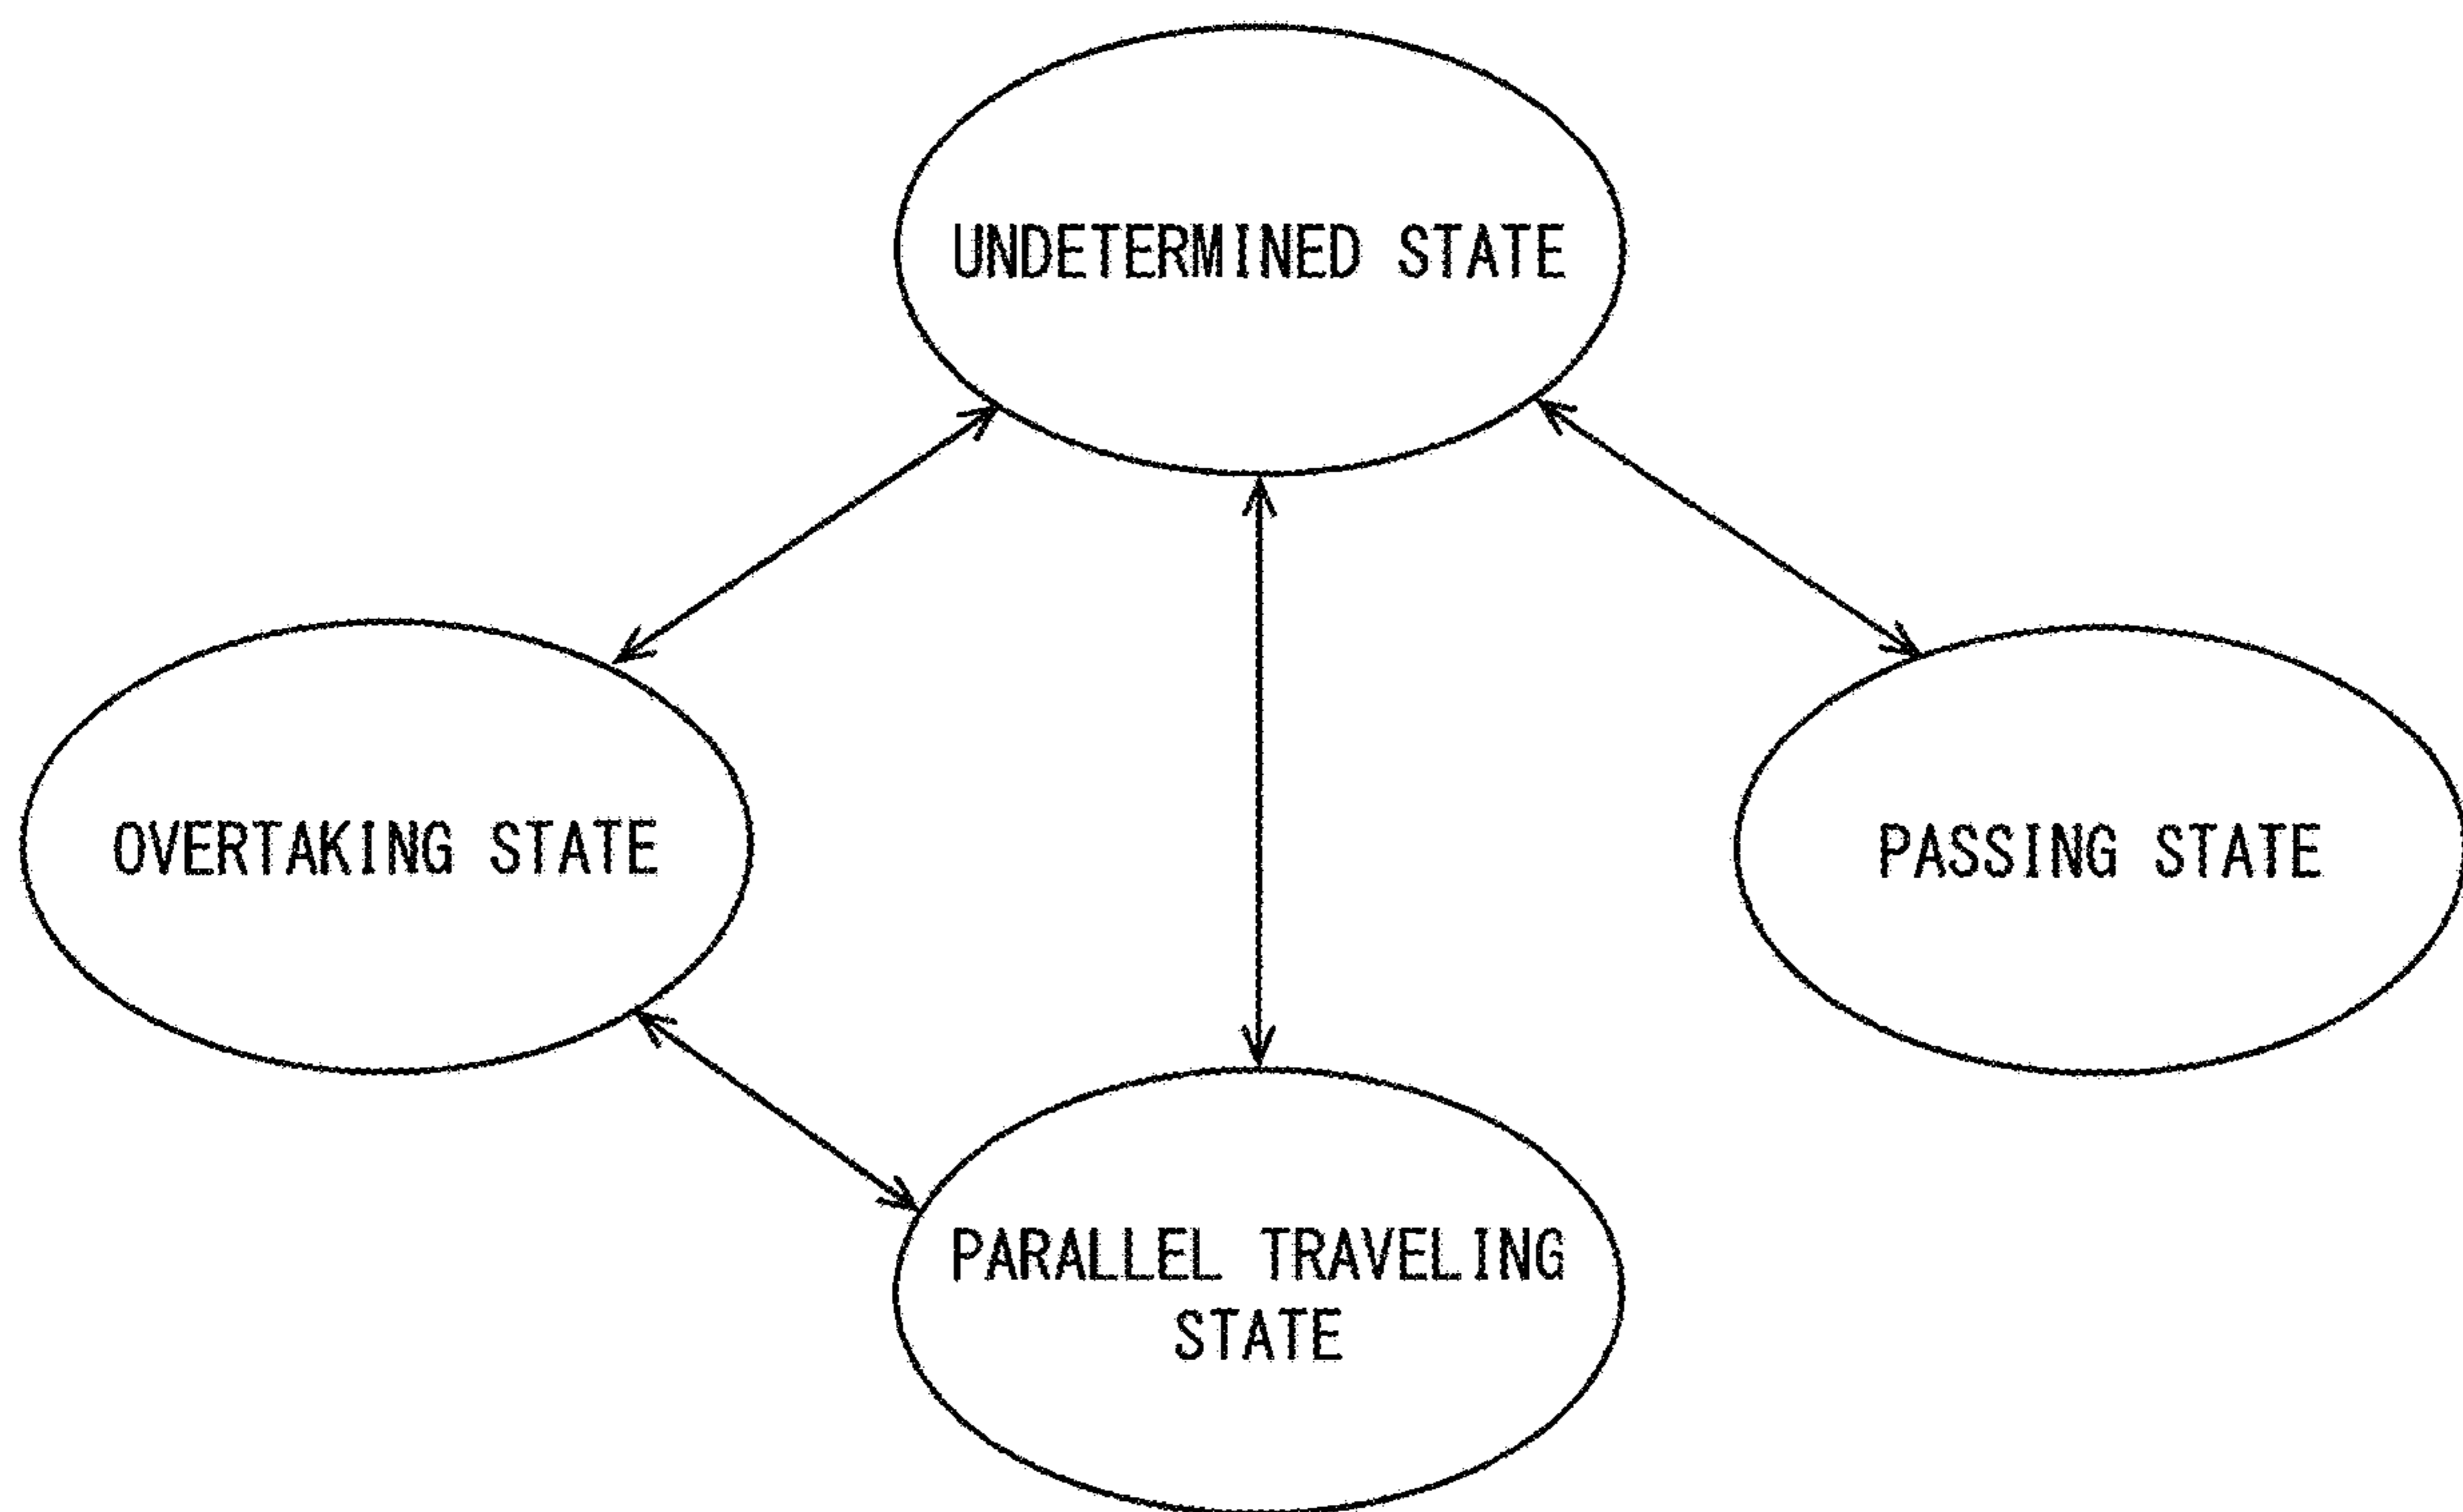 UNDETERMINED STATE
OVERTAKING STATE
PASSING STATE
PARALLEL TRAVELING
STATE